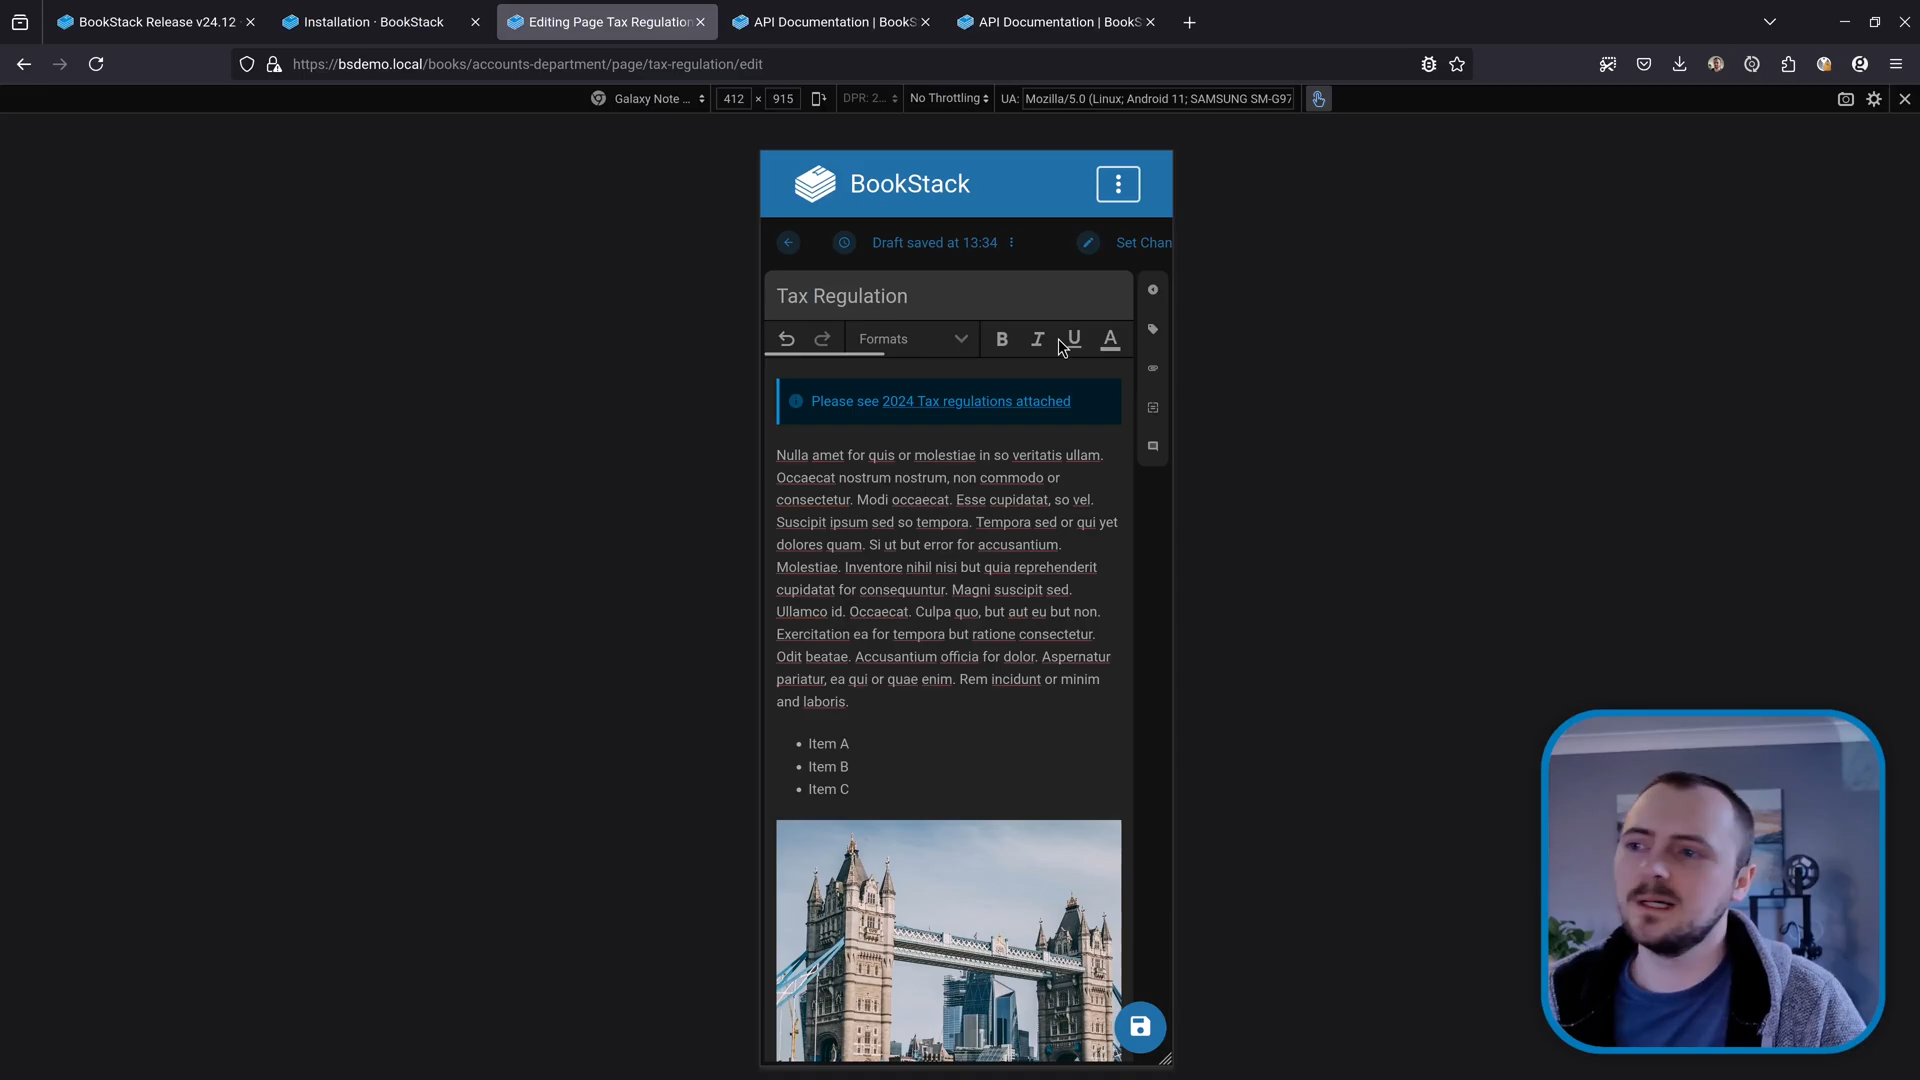 BookStack Release v24.12
Installation · BookStack
Editing Page Tax Regulation
API Documentation | BookS
API Documentation | BookS
https://bsdemo.local/books/accounts-department/page/tax-regulation/edit
Galaxy Note ...
412 × 915
DPR: 2...
No Throttling
UA: Mozilla/5.0 (Linux; Android 11; SAMSUNG SM-G97
BookStack
Draft saved at 13:34
Set Chan
Tax Regulation
Formats
B I U A
Please see 2024 Tax regulations attached
Nulla amet for quis or molestiae in so veritatis ullam.
Occaecat nostrum nostrum, non commodo or
consectetur. Modi occaecat. Esse cupidatat, so vel.
Suscipit ipsum sed so tempora. Tempora sed or qui yet
dolores quam. Si ut but error for accusantium.
Molestiae. Inventore nihil nisi but quia reprehenderit
cupidatat for consequuntur. Magni suscipit sed.
Ullamco id. Occaecat. Culpa quo, but aut eu but non.
Exercitation ea for tempora but ratione consectetur.
Odit beatae. Accusantium officia for dolor. Aspernatur
pariatur, ea qui or quae enim. Rem incidunt or minim
and laboris.
Item A
Item B
Item C